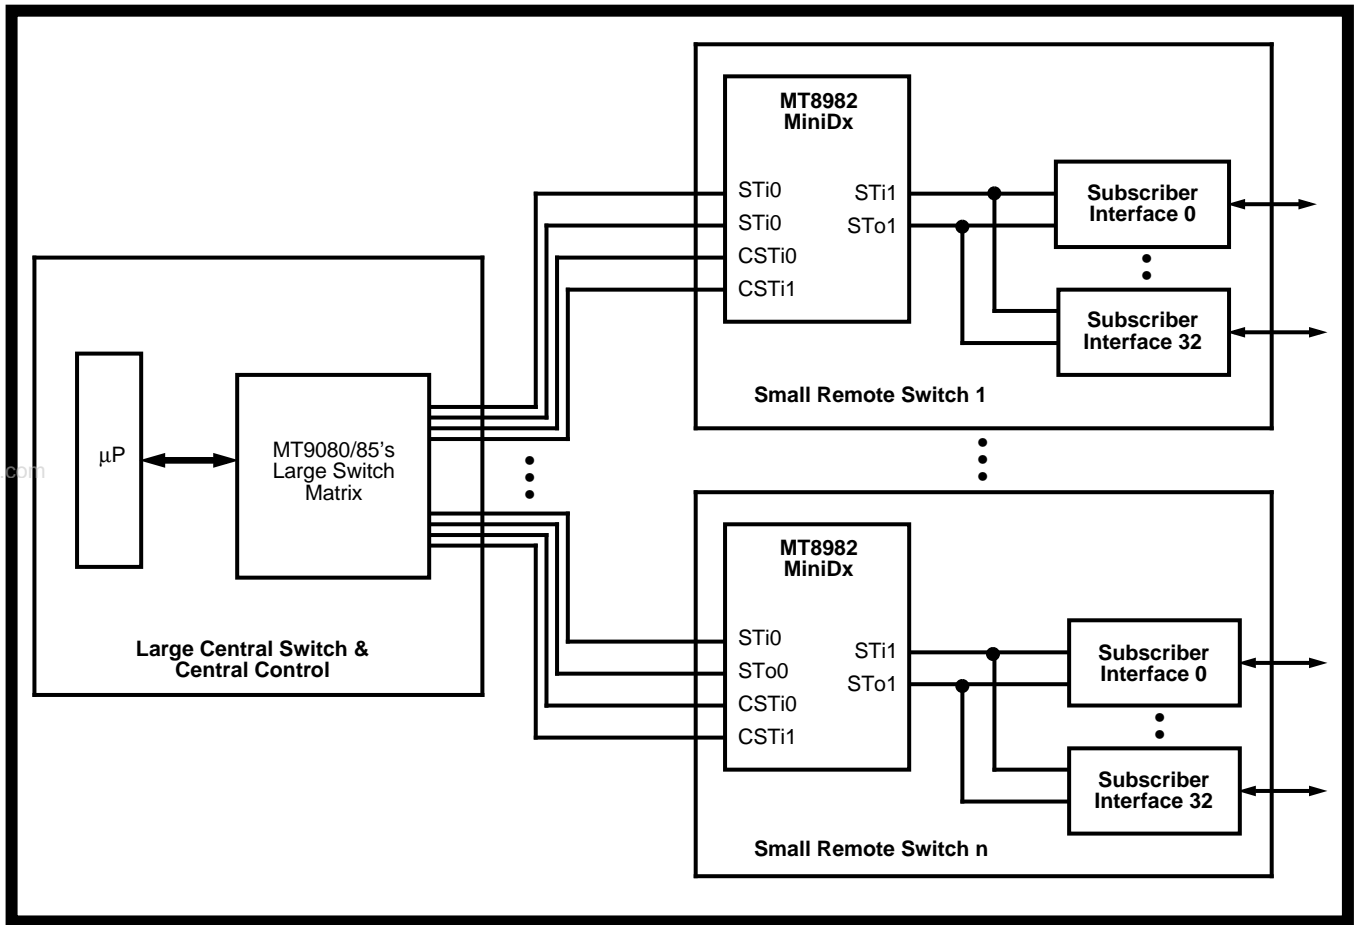 MT8982
MiniDx
STi0
STi0
CSTi0
CSTi1
STi1
STo1
Subscriber
Interface 0
Subscriber
Interface 32
Small Remote Switch 1
μP
MT9080/85's
Large Switch
Matrix
Large Central Switch &
Central Control
.com
MT8982
MiniDx
STi0
STo0
CSTi0
CSTi1
STi1
STo1
Subscriber
Interface 0
Subscriber
Interface 32
Small Remote Switch n